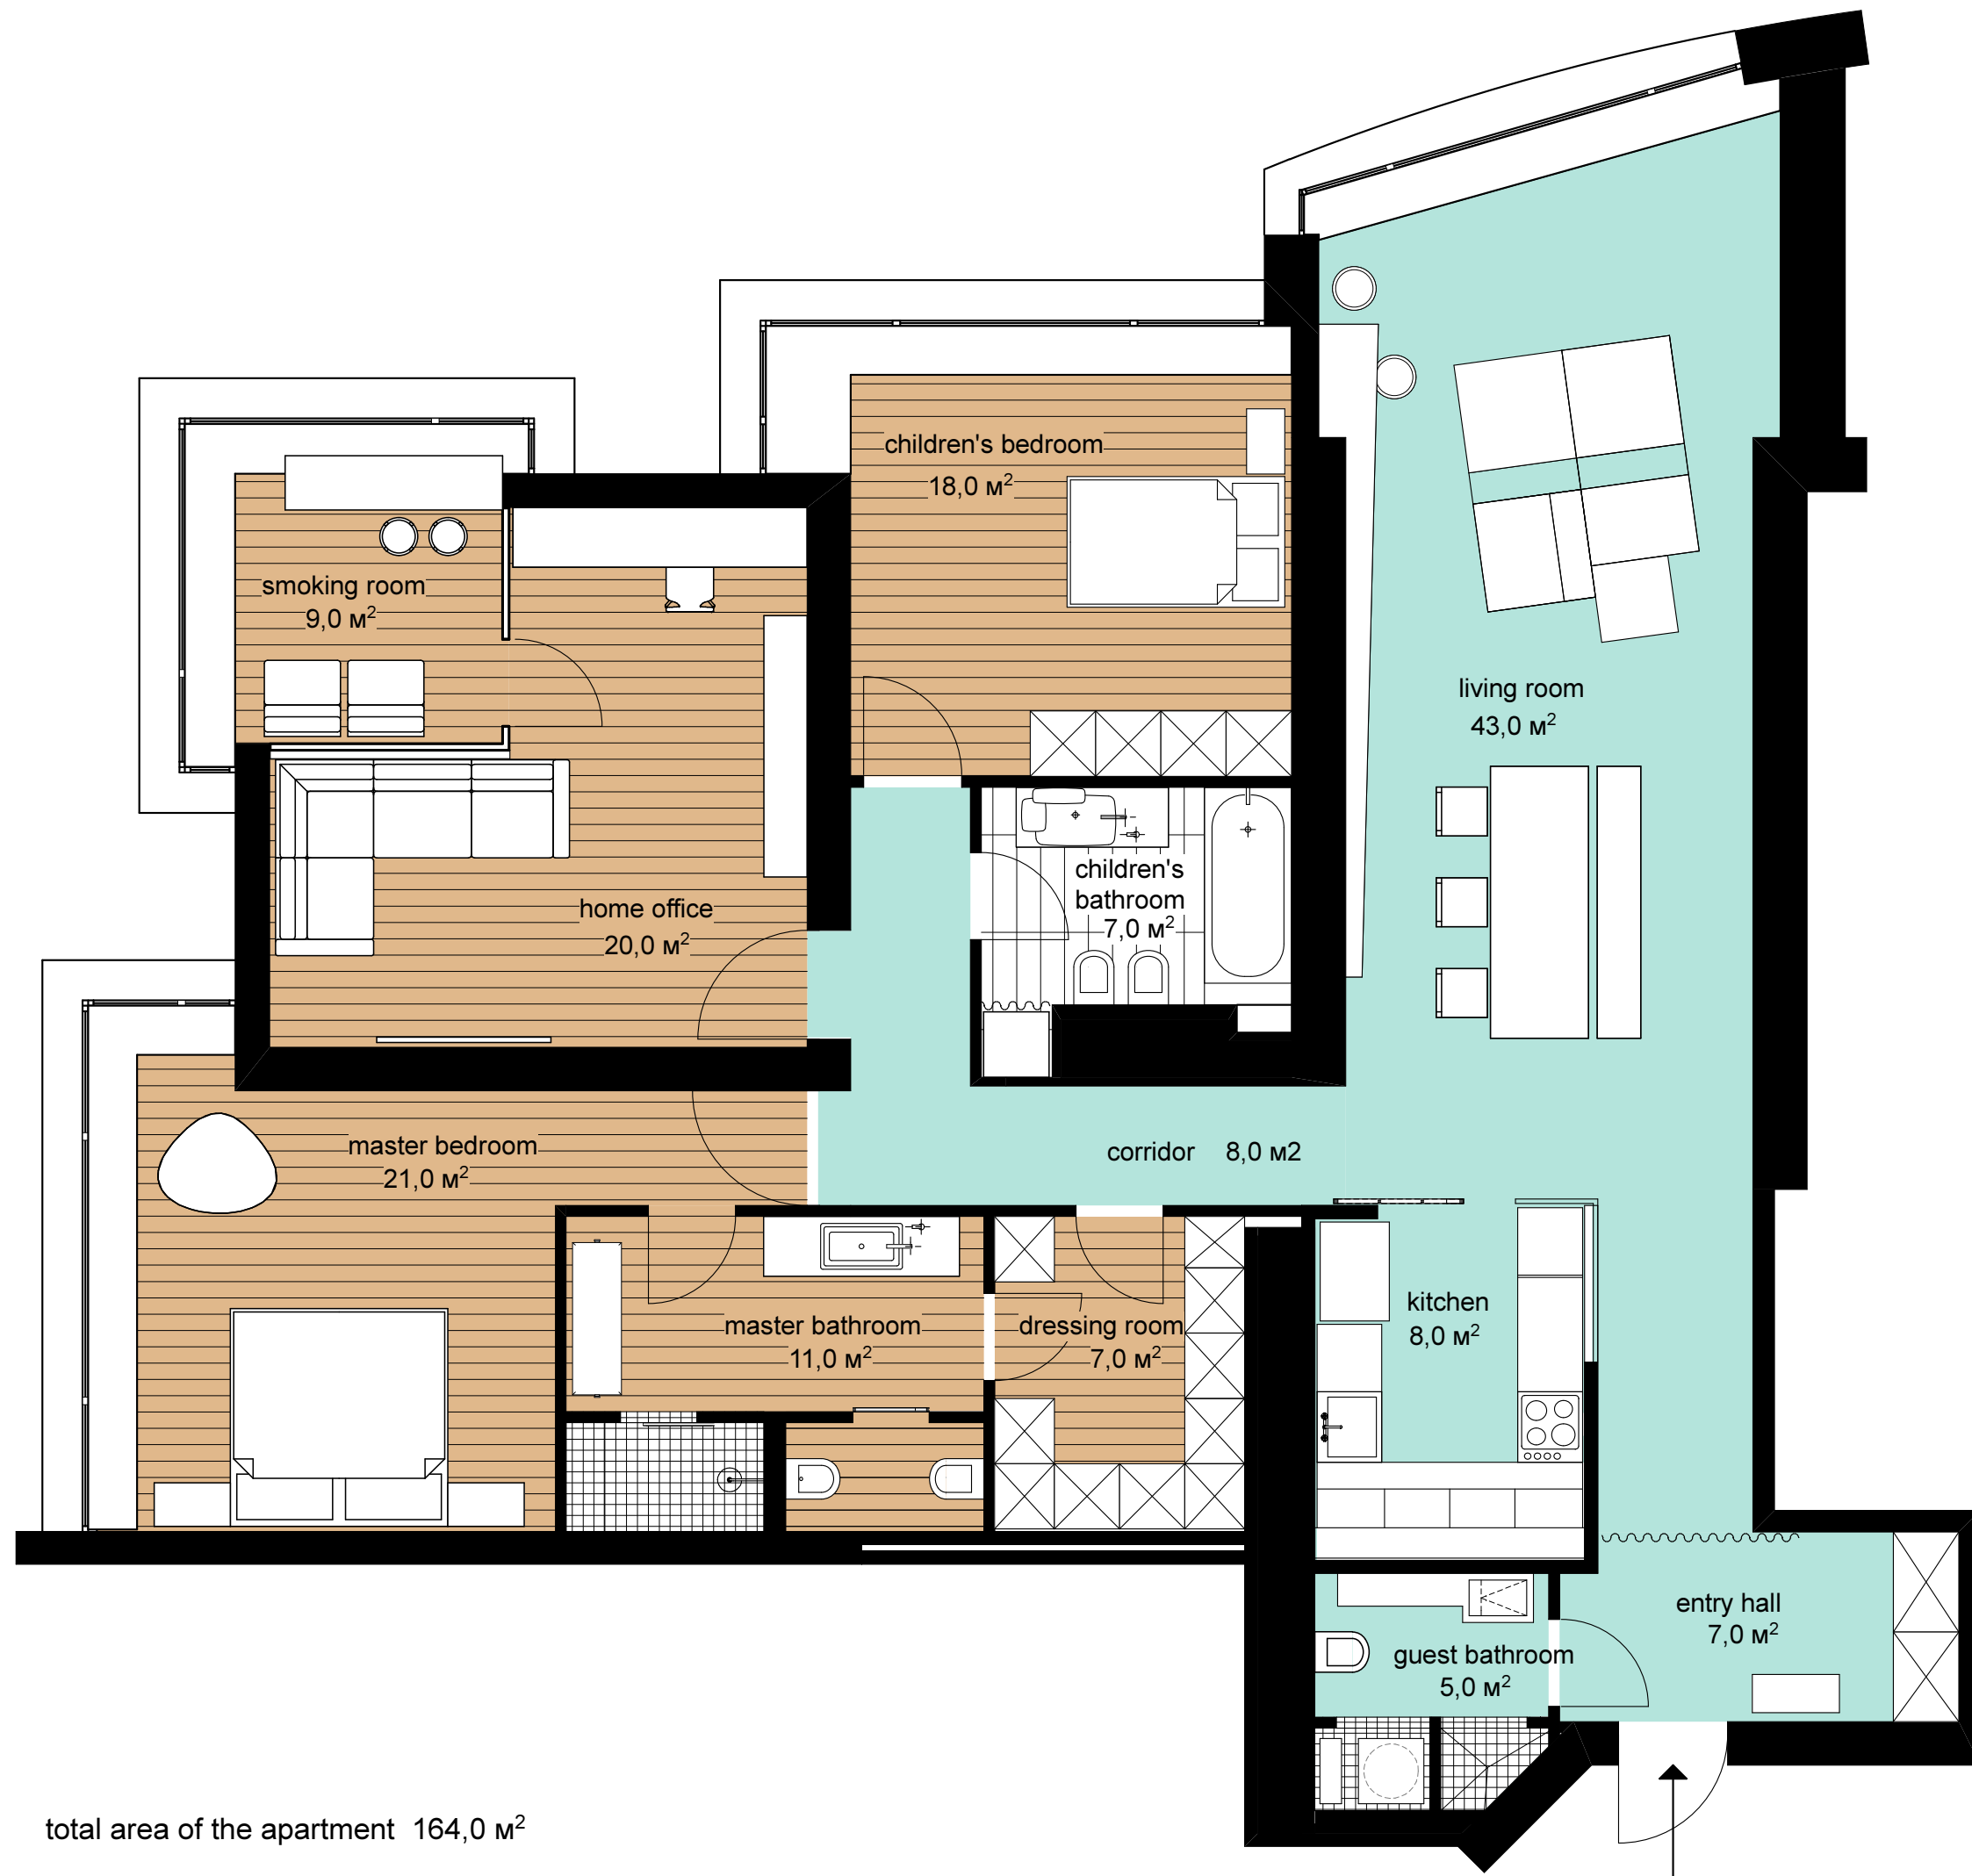 children's bedroom
18,0 м²
smoking room
9,0 м²
living room
43,0 м²
children's
bathroom
7,0 м²
home office
20,0 м²
master bedroom
21,0 м²
corridor 8,0 м2
kitchen
8,0 м²
master bathroom
11,0 м²
dressing room
7,0 м²
entry hall
7,0 м²
guest bathroom
5,0 м²
total area of the apartment 164,0 м²